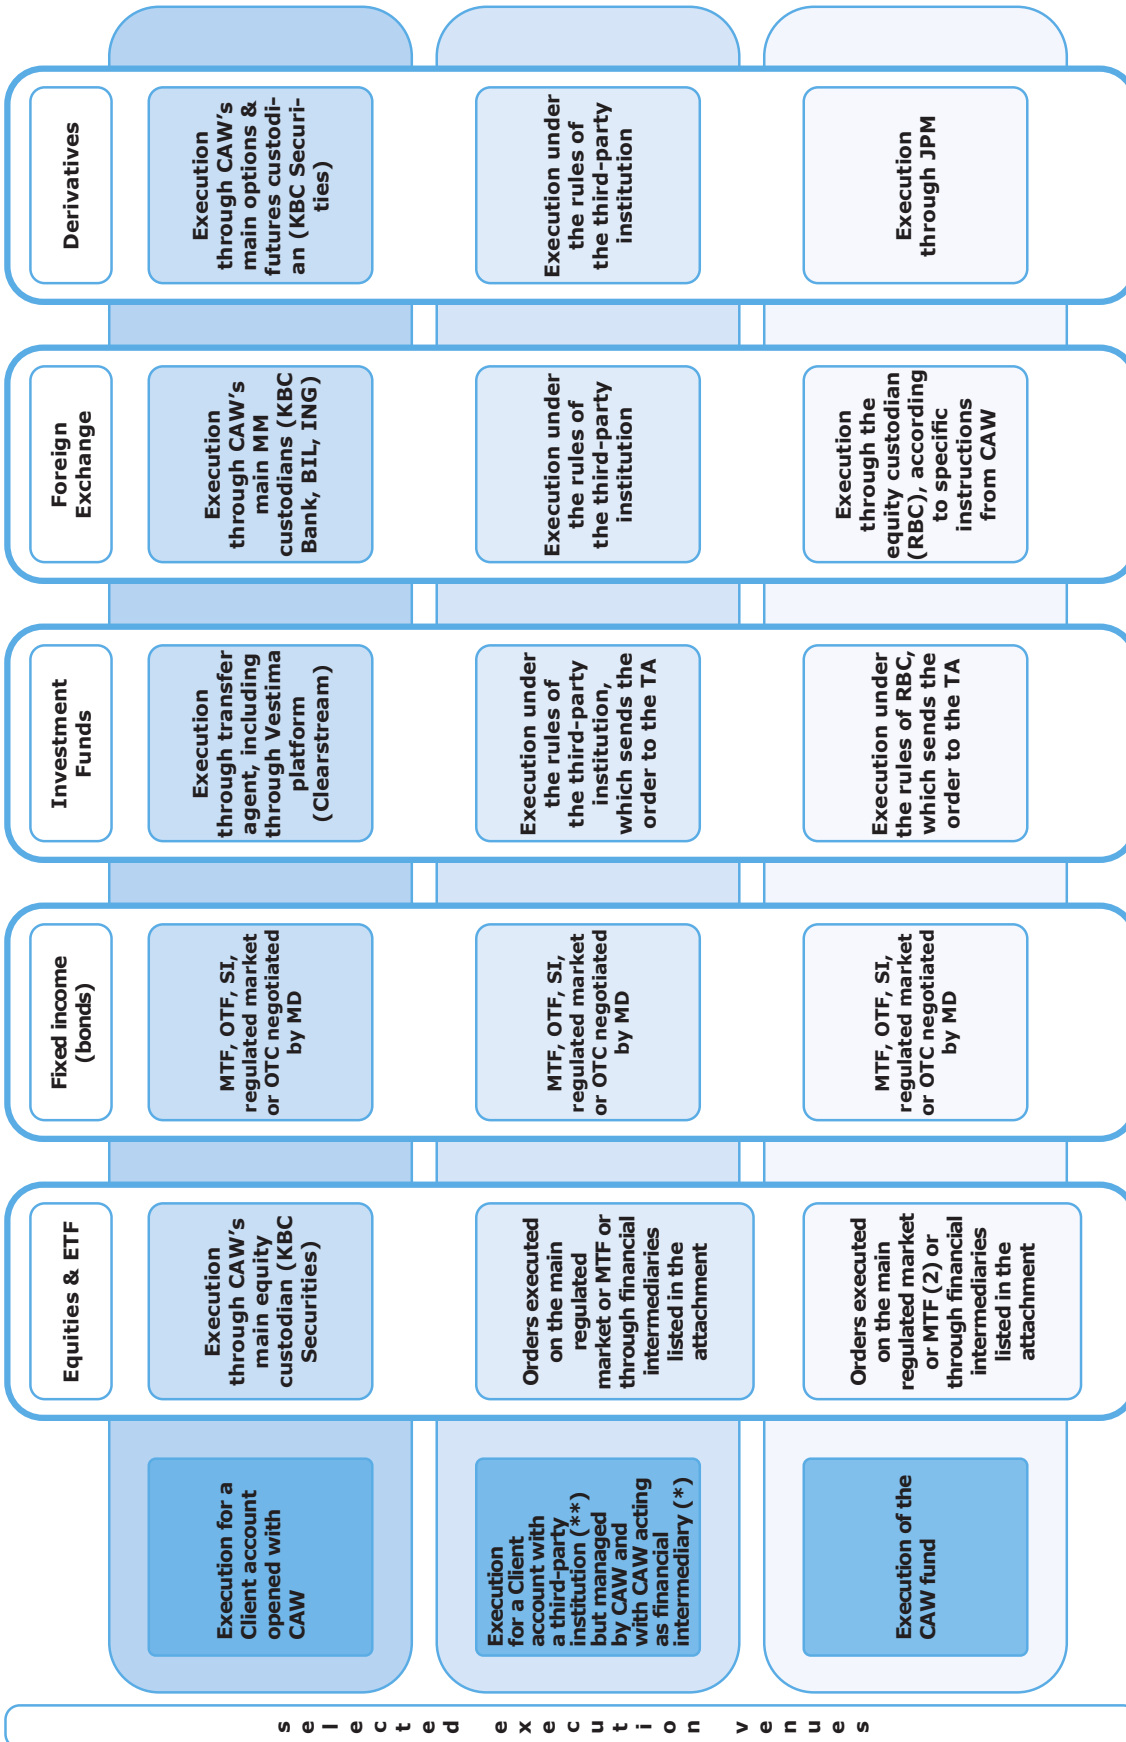 selected execution venues
Equities & ETF
Fixed income
(bonds)
Investment
Funds
Foreign
Exchange
Derivatives
Execution for a
Client account
opened with
CAW
Execution
through CAW’s
main equity
custodian (KBC
Securities)
MTF, OTF, SI,
regulated market
or OTC negotiated
by MD
Execution
through transfer
agent, including
through Vestima
platform
(Clearstream)
Execution
through CAW’s
main MM
custodians (KBC
Bank, BIL, ING)
Execution
through CAW’s
main options &
futures custodi-
an (KBC Securi-
ties)
Execution
for a Client
account with
a third-party
institution (**)
but managed
by CAW and
with CAW acting
as financial
intermediary (*)
Orders executed
on the main
regulated
market or MTF or
through financial
intermediaries
listed in the
attachment
MTF, OTF, SI,
regulated market
or OTC negotiated
by MD
Execution under
the rules of
the third-party
institution,
which sends the
order to the TA
Execution under
the rules of
the third-party
institution
Execution under
the rules of
the third-party
institution
Execution of the
CAW fund
Orders executed
on the main
regulated market
or MTF (2) or
through financial
intermediaries
listed in the
attachment
MTF, OTF, SI,
regulated market
or OTC negotiated
by MD
Execution under
the rules of RBC,
which sends the
order to the TA
Execution
through the
equity custodian
(RBC), according
to specific
instructions
from CAW
Execution
through JPM